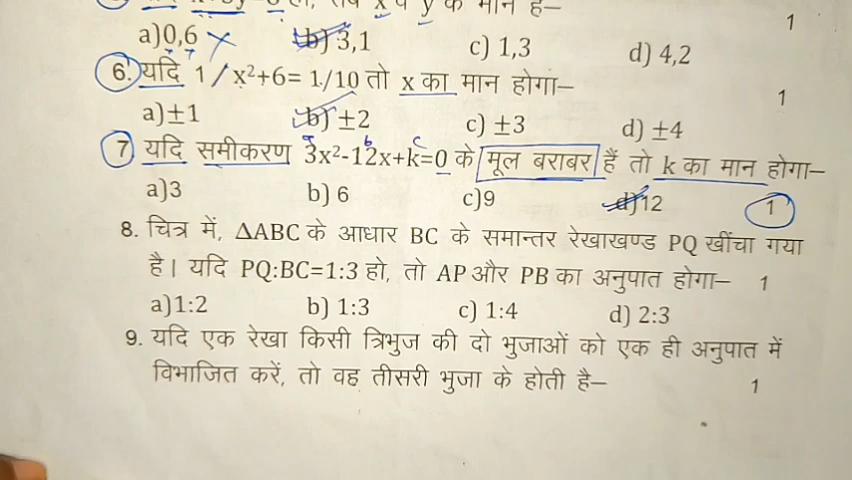 x व y के मान है– 1
a)0,6 b) 3,1 c) 1,3 d) 4,2
6. यदि 1/x²+6= 1/10 तो x का मान होगा–
1
a)±1 b) ±2 c) ±3 d) ±4
a b c
7 यदि समीकरण 3x²-12x+k=0 के मूल बराबर हैं तो k का मान होगा–
a)3 b) 6 c)9 d)12 1
8. चित्र में, ΔABC के आधार BC के समान्तर रेखाखण्ड PQ खींचा गया
है। यदि PQ:BC=1:3 हो, तो AP और PB का अनुपात होगा– 1
a)1:2 b) 1:3 c) 1:4 d) 2:3
9. यदि एक रेखा किसी त्रिभुज की दो भुजाओं को एक ही अनुपात में
विभाजित करें, तो वह तीसरी भुजा के होती है– 1